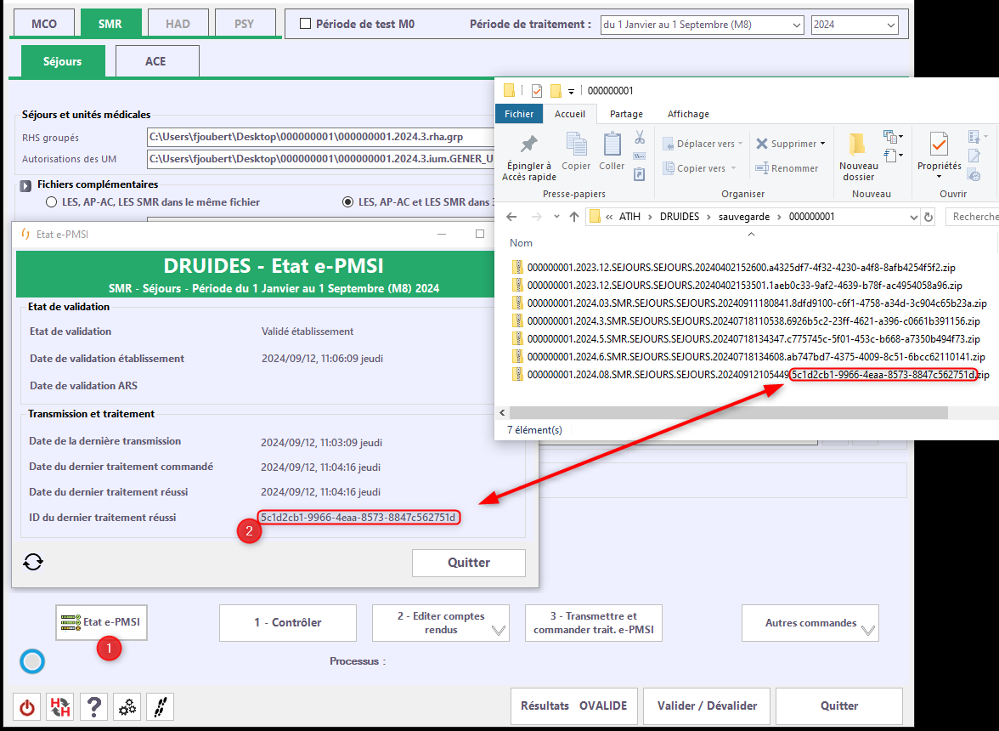 MCO
SMR
HAD
PSY
Période de test M0
Période de traitement :
du 1 Janvier au 1 Septembre (M8)
2024
Séjours
ACE
Séjours et unités médicales
RHS groupés
C:\Users\fjoubert\Desktop\000000001\000000001.2024.3.rha.grp
Autorisations des UM
C:\Users\fjoubert\Desktop\000000001\000000001.2024.3.ium.GENER_U
Fichiers complémentaires
LES, AP-AC, LES SMR dans le même fichier
LES, AP-AC et LES SMR dans 3
000000001
Fichier
Accueil
Partage
Affichage
Épingler à
Accès rapide
Copier
Coller
Déplacer vers
Copier vers
Supprimer
Renommer
Nouveau
dossier
Propriétés
Presse-papiers
Organiser
Nouveau
Ouvrir
« ATIH > DRUIDES > sauvegarde > 000000001
Recherche
Nom
000000001.2023.12.SEJOURS.SEJOURS.20240402152600.a4325df7-4f32-4230-a4f8-8afb4254f5f2.zip
000000001.2023.12.SEJOURS.SEJOURS.20240402153501.1aeb0c33-9af2-4639-b78f-ac4954058a96.zip
000000001.2024.03.SMR.SEJOURS.SEJOURS.20240911180841.8dfd9100-c6f1-4758-a34d-3c904c65b23a.zip
000000001.2024.3.SMR.SEJOURS.SEJOURS.20240718110538.6926b5c2-23ff-4621-a396-c0661b391156.zip
000000001.2024.5.SMR.SEJOURS.SEJOURS.20240718134347.c775745c-5f01-453c-b668-a7350b494f73.zip
000000001.2024.6.SMR.SEJOURS.SEJOURS.20240718134608.ab747bd7-4375-4009-8c51-6bcc62110141.zip
000000001.2024.08.SMR.SEJOURS.SEJOURS.20240912105449.5c1d2cb1-9966-4eaa-8573-8847c562751d.zip
7 élément(s)
Etat e-PMSI
DRUIDES - Etat e-PMSI
SMR - Séjours - Période du 1 Janvier au 1 Septembre (M8) 2024
Etat de validation
Etat de validation
Validé établissement
Date de validation établissement
2024/09/12, 11:06:09 jeudi
Date de validation ARS
Transmission et traitement
Date de la dernière transmission
2024/09/12, 11:03:09 jeudi
Date du dernier traitement commandé
2024/09/12, 11:04:16 jeudi
Date du dernier traitement réussi
2024/09/12, 11:04:16 jeudi
ID du dernier traitement réussi
5c1d2cb1-9966-4eaa-8573-8847c562751d
2
Quitter
Etat e-PMSI
1
1 - Contrôler
2 - Editer comptes
rendus
3 - Transmettre et
commander trait. e-PMSI
Autres commandes
Processus :
H H
?
Résultats OVALIDE
Valider / Dévalider
Quitter